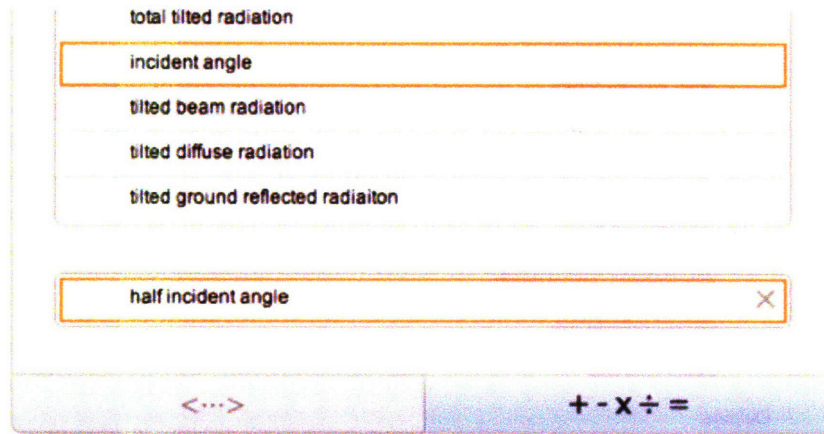 total tilted radiation
incident angle
tilted beam radiation
tilted diffuse radiation
tilted ground reflected radiaiton
half incident angle ×
<···> + - x ÷ =